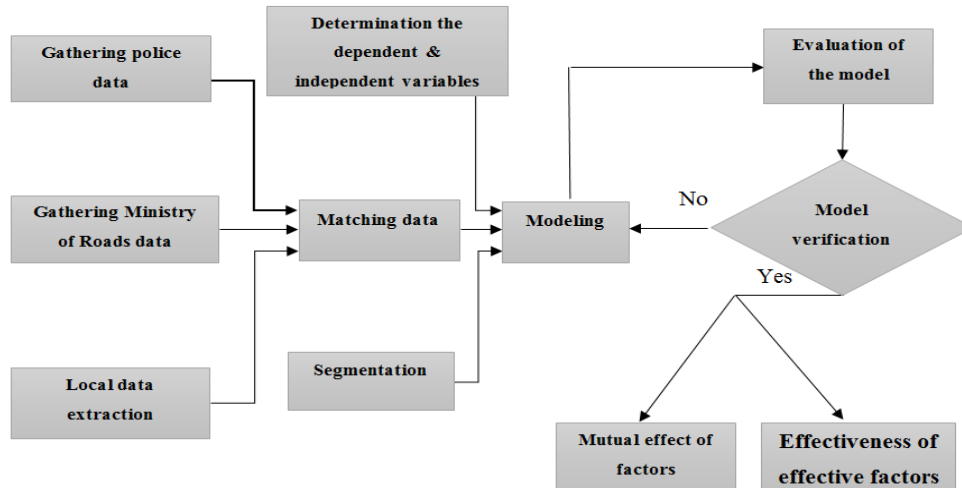 Gathering police
data
Determination the
dependent &
independent variables
Evaluation of
the model
Gathering Ministry
of Roads data
Matching data
Modeling
No
Model
verification
Yes
Local data
extraction
Segmentation
Mutual effect of
factors
Effectiveness of
effective factors